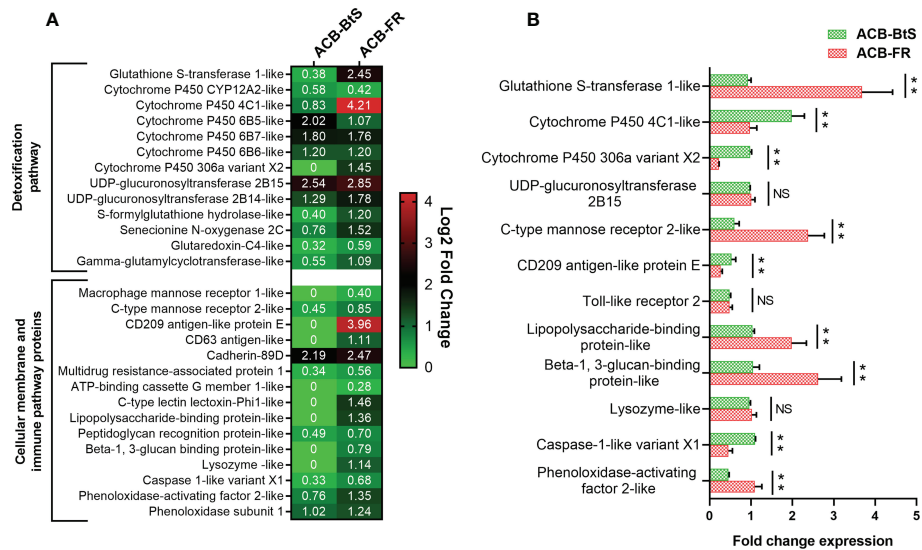 A
ACB-BtS
ACB-FR
Detoxification
pathway
Glutathione S-transferase 1-like 0.38 2.45
Cytochrome P450 CYP12A2-like 0.58 0.42
Cytochrome P450 4C1-like 0.83 4.21
Cytochrome P450 6B5-like 2.02 1.07
Cytochrome P450 6B7-like 1.80 1.76
Cytochrome P450 6B6-like 1.20 1.20
Cytochrome P450 306a variant X2 0 1.45
UDP-glucuronosyltransferase 2B15 2.54 2.85
UDP-glucuronosyltransferase 2B14-like 1.29 1.78
S-formylglutathione hydrolase-like 0.40 1.20
Senecionine N-oxygenase 2C 0.76 1.52
Glutaredoxin-C4-like 0.32 0.59
Gamma-glutamylcyclotransferase-like 0.55 1.09
Cellular membrane and
immune pathway proteins
Macrophage mannose receptor 1-like 0 0.40
C-type mannose receptor 2-like 0.45 0.85
CD209 antigen-like protein E 0 3.96
CD63 antigen-like 0 1.11
Cadherin-89D 2.19 2.47
Multidrug resistance-associated protein 1 0.34 0.56
ATP-binding cassette G member 1-like 0 0.28
C-type lectin lectoxin-Phi1-like 0 1.46
Lipopolysaccharide-binding protein-like 0 1.36
Peptidoglycan recognition protein-like 0.49 0.70
Beta-1, 3-glucan binding protein-like 0 0.79
Lysozyme -like 0 1.14
Caspase 1-like variant X1 0.33 0.68
Phenoloxidase-activating factor 2-like 0.76 1.35
Phenoloxidase subunit 1 1.02 1.24
4
3
2
1
0
Log2 Fold Change
B
ACB-BtS
ACB-FR
Glutathione S-transferase 1-like **
Cytochrome P450 4C1-like **
Cytochrome P450 306a variant X2 **
UDP-glucuronosyltransferase
2B15 NS
C-type mannose receptor 2-like **
CD209 antigen-like protein E **
Toll-like receptor 2 NS
Lipopolysaccharide-binding
protein-like **
Beta-1, 3-glucan-binding
protein-like **
Lysozyme-like NS
Caspase-1-like variant X1 **
Phenoloxidase-activating
factor 2-like **
0 1 2 3 4 5
Fold change expression